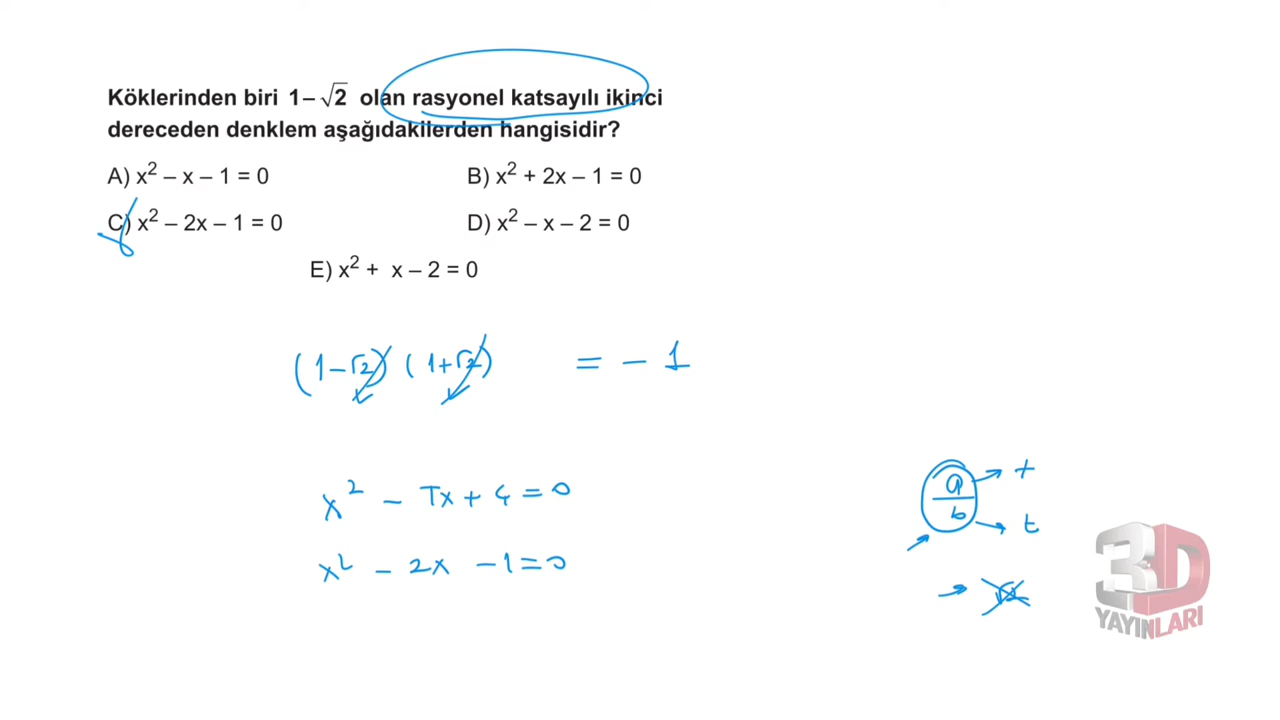 Köklerinden biri 1 – √2 olan rasyonel katsayılı ikinci
dereceden denklem aşağıdakilerden hangisidir?
A) x² – x – 1 = 0
B) x² + 2x – 1 = 0
C) x² – 2x – 1 = 0
D) x² – x – 2 = 0
E) x² + x – 2 = 0
(1 – √2) (1 + √2) = – 1
x² – Tx + Ç = 0
x² – 2x – 1 = 0
a
b
3D
YAYINLARI